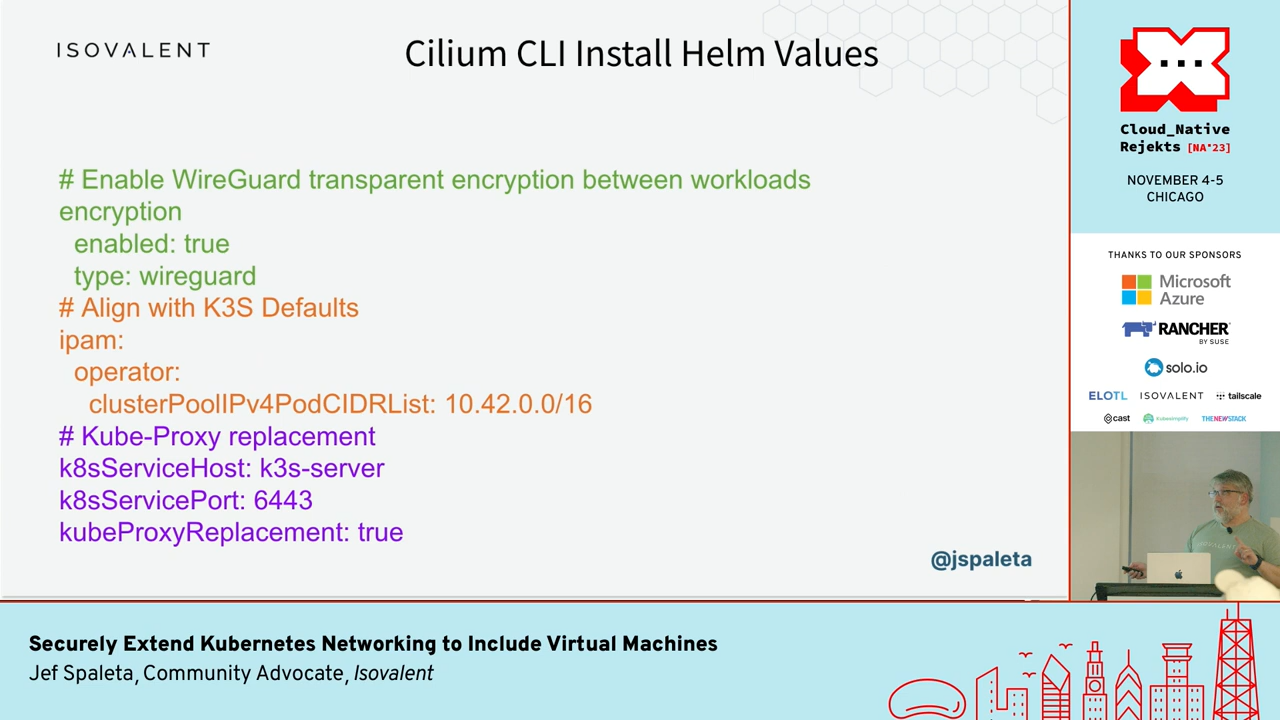 ISOVALENT
Cilium CLI Install Helm Values
# Enable WireGuard transparent encryption between workloads
encryption
enabled: true
type: wireguard
# Align with K3S Defaults
ipam:
operator:
clusterPoolIPv4PodCIDRList: 10.42.0.0/16
# Kube-Proxy replacement
k8sServiceHost: k3s-server
k8sServicePort: 6443
kubeProxyReplacement: true
@jspaleta
Cloud_Native
Rejekts [NA'23]
NOVEMBER 4-5
CHICAGO
THANKS TO OUR SPONSORS
Microsoft
Azure
RANCHER
BY SUSE
solo.io
ELOTL ISOVALENT tailscale
cast Kubesimplify THENEWSTACK
Securely Extend Kubernetes Networking to Include Virtual Machines
Jef Spaleta, Community Advocate, Isovalent